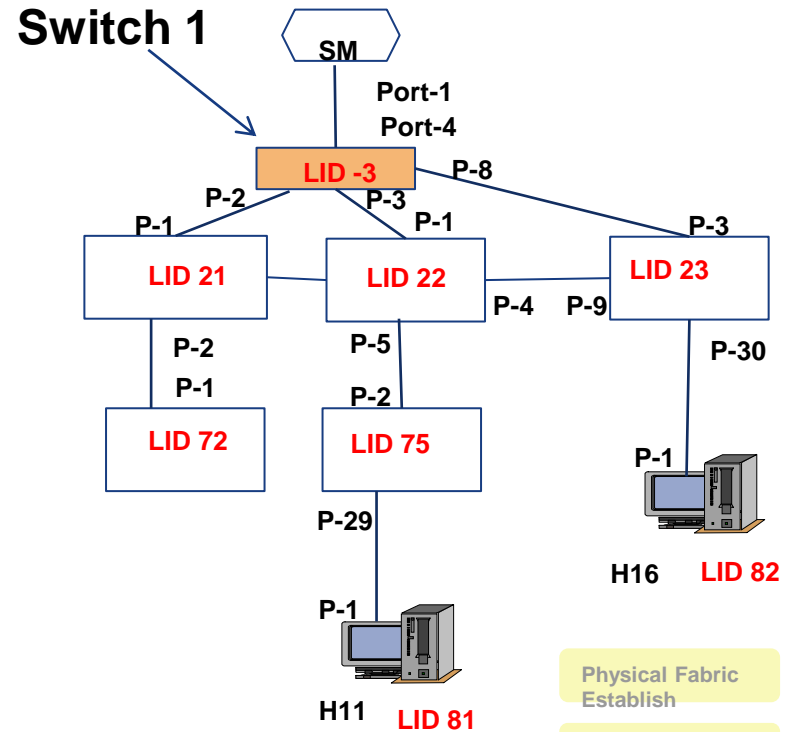 Switch 1
SM
Port-1
Port-4
LID -3
P-8
P-2
P-3
P-1
P-1
P-3
LID 21
LID 22
LID 23
P-4
P-9
P-2
P-5
P-30
P-1
P-2
LID 72
LID 75
P-1
P-29
H16
LID 82
P-1
H11
LID 81
Physical Fabric
Establish